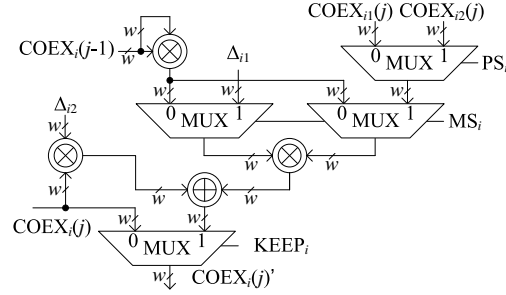 COEXi1(j) COEXi2(j)
w
COEXi(j-1)
w
Δi1
w w
0 1
MUX
PSi
w w w w
0 1 0 1
MUX MUX
MSi
Δi2
w
w w
w w w
w
COEXi(j)
w w
0 1
MUX
KEEPi
w
COEXi(j)'